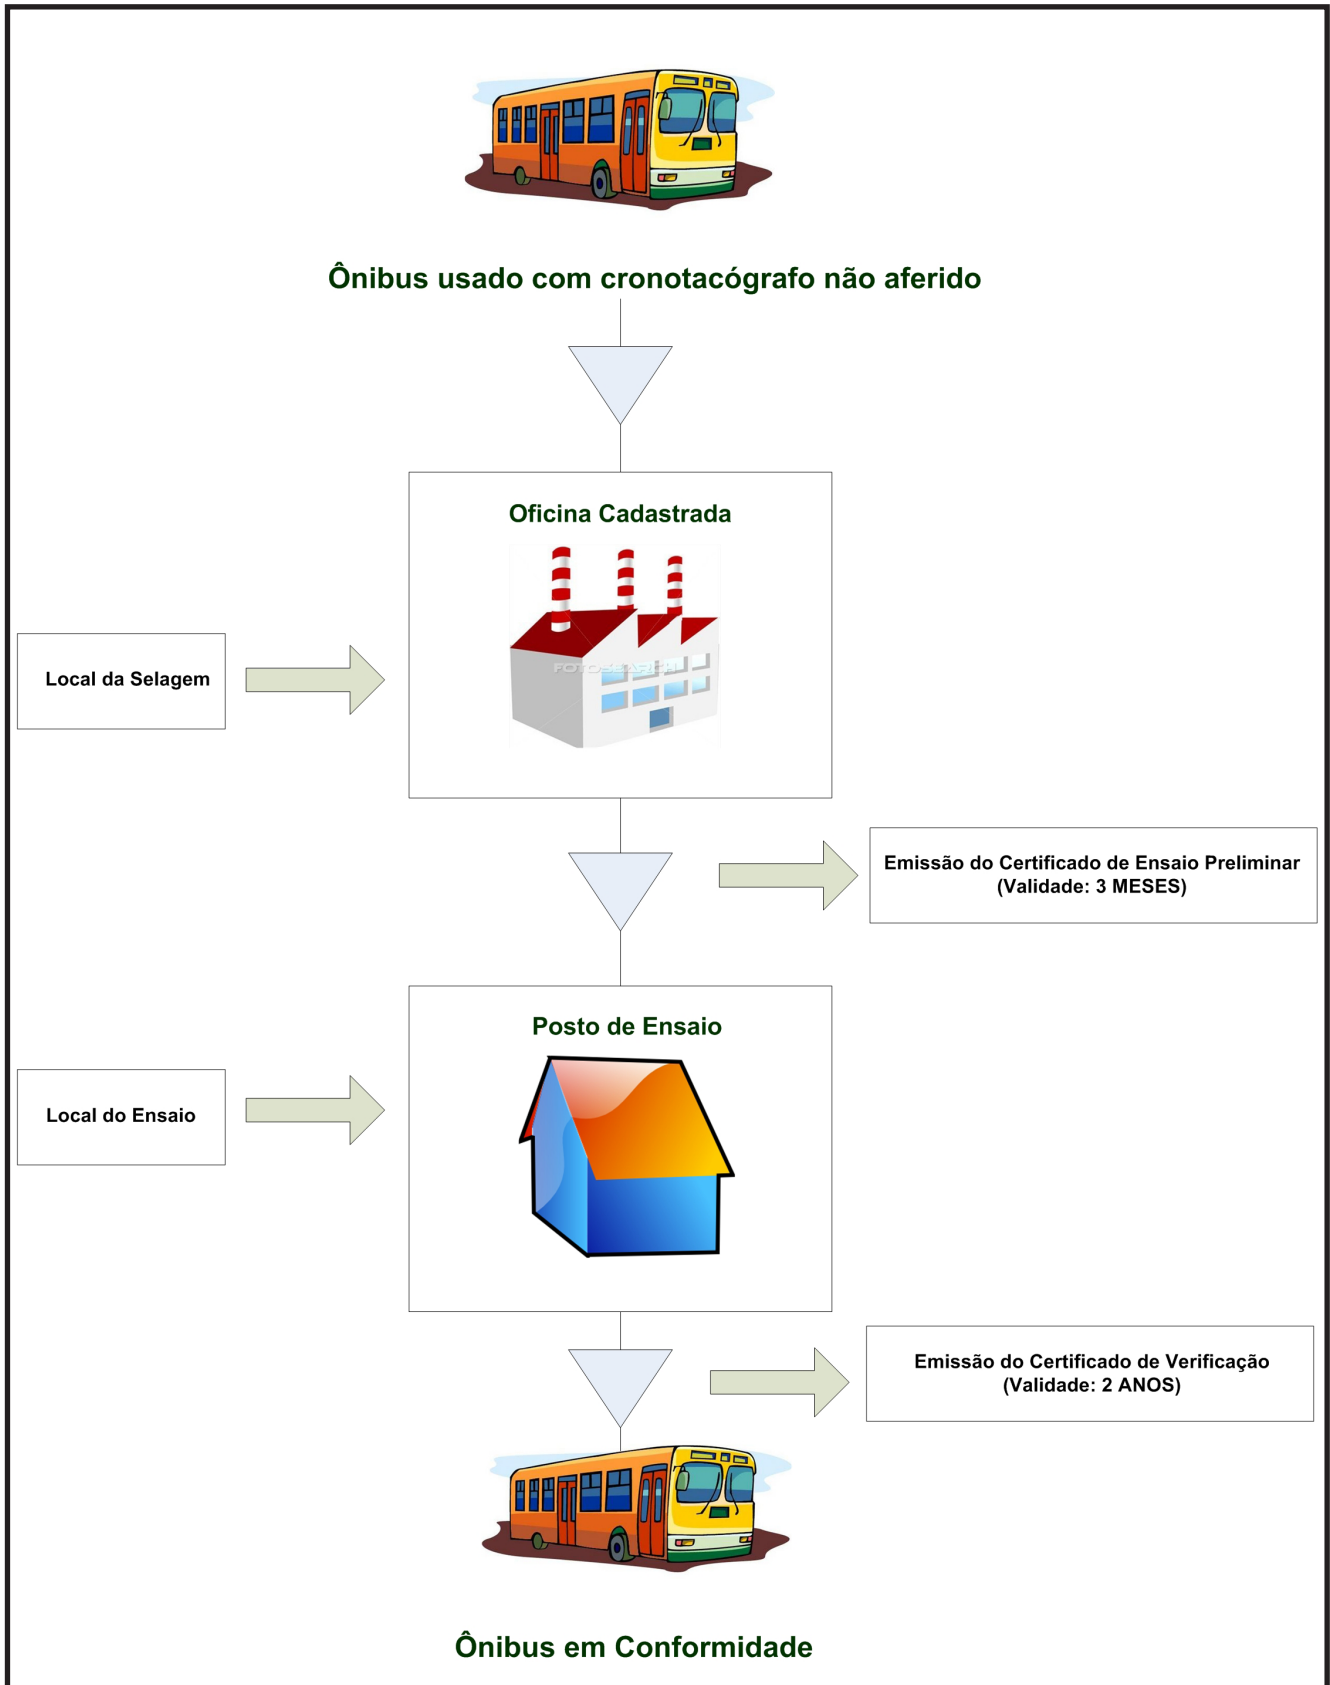 Ônibus usado com cronotacógrafo não aferido
Oficina Cadastrada
FOTOSEARCH
Local da Selagem
Emissão do Certificado de Ensaio Preliminar
(Validade: 3 MESES)
Posto de Ensaio
Local do Ensaio
Emissão do Certificado de Verificação
(Validade: 2 ANOS)
Ônibus em Conformidade